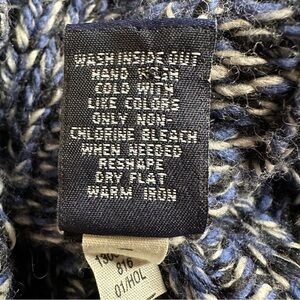 WASH INSIDE OUT
HAND WASH
COLD WITH
LIKE COLORS
ONLY NON-
CHLORINE BLEACH
WHEN NEEDED
RESHAPE
DRY FLAT
WARM IRON
816
01/HOL